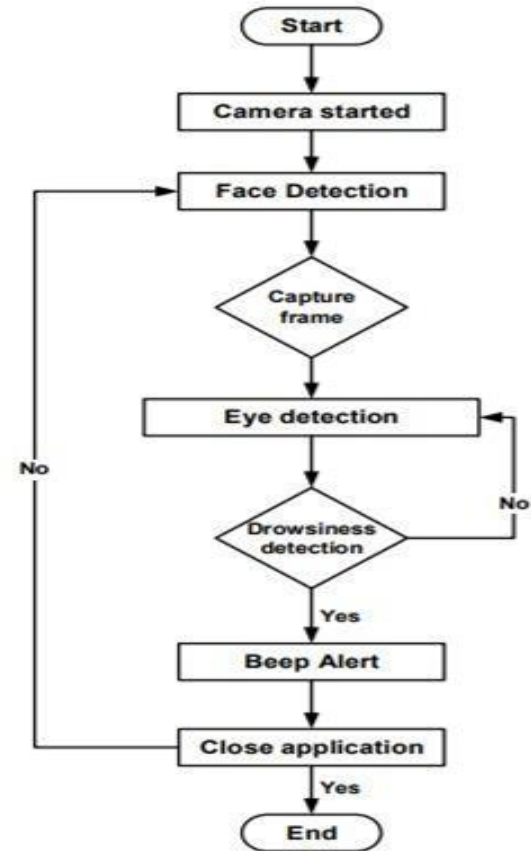 Start
Camera started
Face Detection
Capture
frame
Eye detection
No
No
Drowsiness
detection
Yes
Beep Alert
Close application
Yes
End